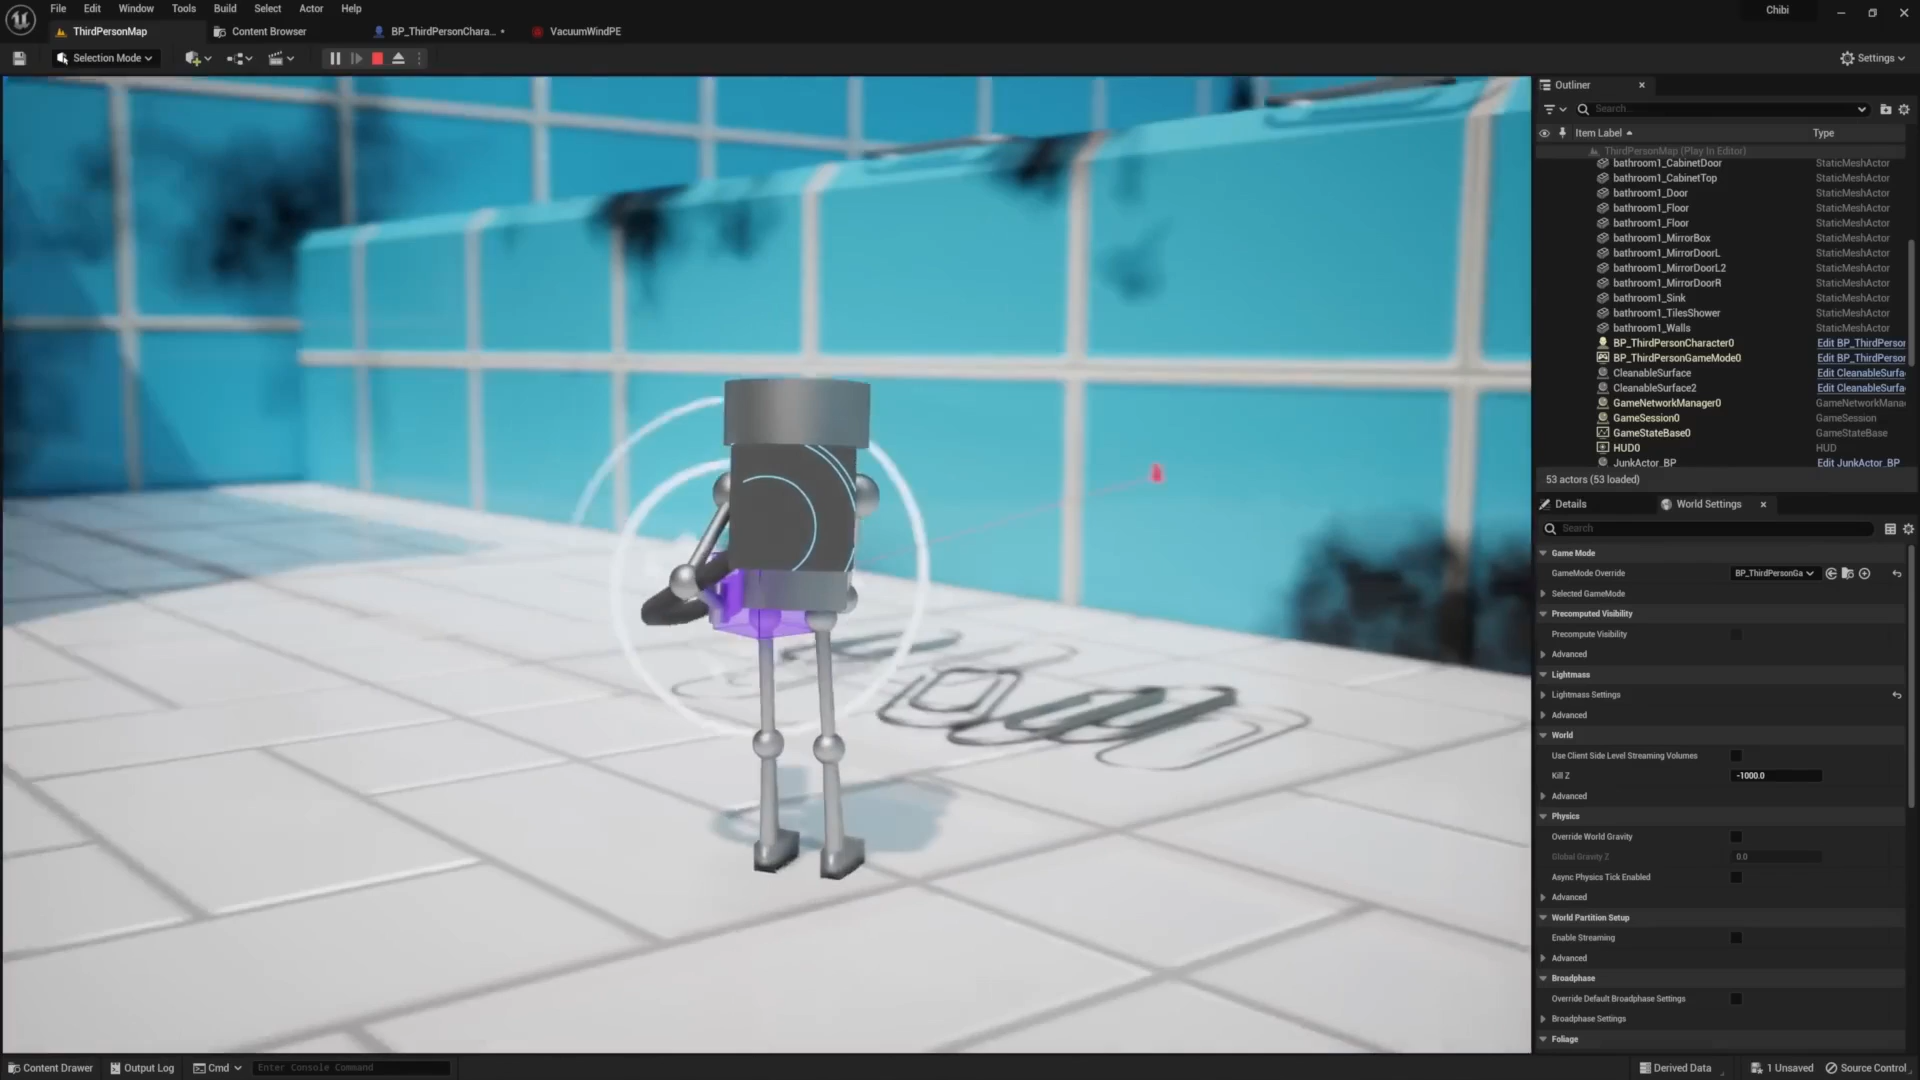 File Edit Window Tools Build Select Actor Help
Chibi
ThirdPersonMap
Content Browser
BP_ThirdPersonChara... •
VacuumWindPE
Selection Mode
Settings
Outliner
Search...
Item Label
Type
ThirdPersonMap (Play In Editor)
bathroom1_CabinetDoor StaticMeshActor
bathroom1_CabinetTop StaticMeshActor
bathroom1_Door StaticMeshActor
bathroom1_Floor StaticMeshActor
bathroom1_Floor StaticMeshActor
bathroom1_MirrorBox StaticMeshActor
bathroom1_MirrorDoorL StaticMeshActor
bathroom1_MirrorDoorL2 StaticMeshActor
bathroom1_MirrorDoorR StaticMeshActor
bathroom1_Sink StaticMeshActor
bathroom1_TilesShower StaticMeshActor
bathroom1_Walls StaticMeshActor
BP_ThirdPersonCharacter0 Edit BP_ThirdPerson
BP_ThirdPersonGameMode0 Edit BP_ThirdPerson
CleanableSurface Edit CleanableSurfa
CleanableSurface2 Edit CleanableSurfa
GameNetworkManager0 GameNetworkMana
GameSession0 GameSession
GameStateBase0 GameStateBase
HUD0 HUD
JunkActor_BP Edit JunkActor_BP
53 actors (53 loaded)
Details
World Settings
Search
Game Mode
GameMode Override BP_ThirdPersonGa
Selected GameMode
Precomputed Visibility
Precompute Visibility
Advanced
Lightmass
Lightmass Settings
Advanced
World
Use Client Side Level Streaming Volumes
Kill Z -1000.0
Advanced
Physics
Override World Gravity
Global Gravity Z 0.0
Async Physics Tick Enabled
Advanced
World Partition Setup
Enable Streaming
Advanced
Broadphase
Override Default Broadphase Settings
Broadphase Settings
Foliage
Content Drawer
Output Log
Cmd
Enter Console Command
Derived Data
1 Unsaved
Source Control